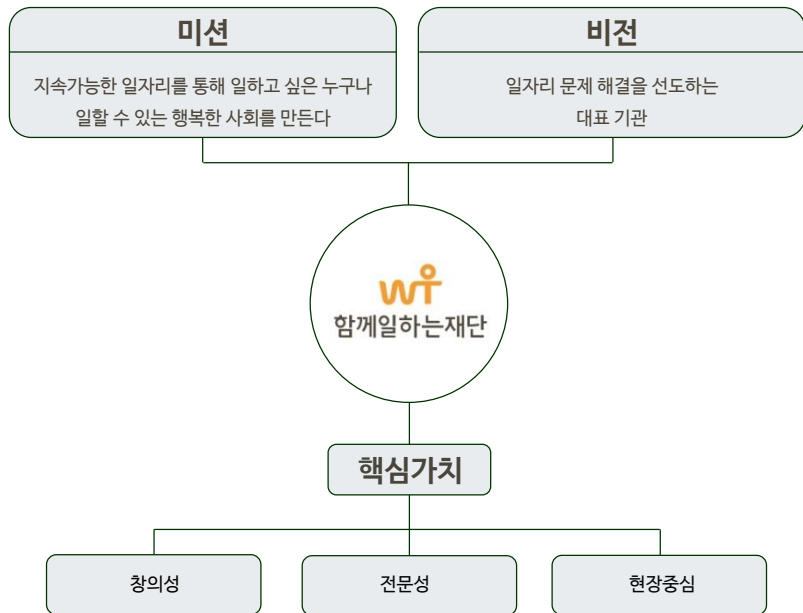 미션
지속가능한 일자리를 통해 일하고 싶은 누구나
일할 수 있는 행복한 사회를 만든다
비전
일자리 문제 해결을 선도하는
대표 기관
함께일하는재단
핵심가치
창의성
전문성
현장중심